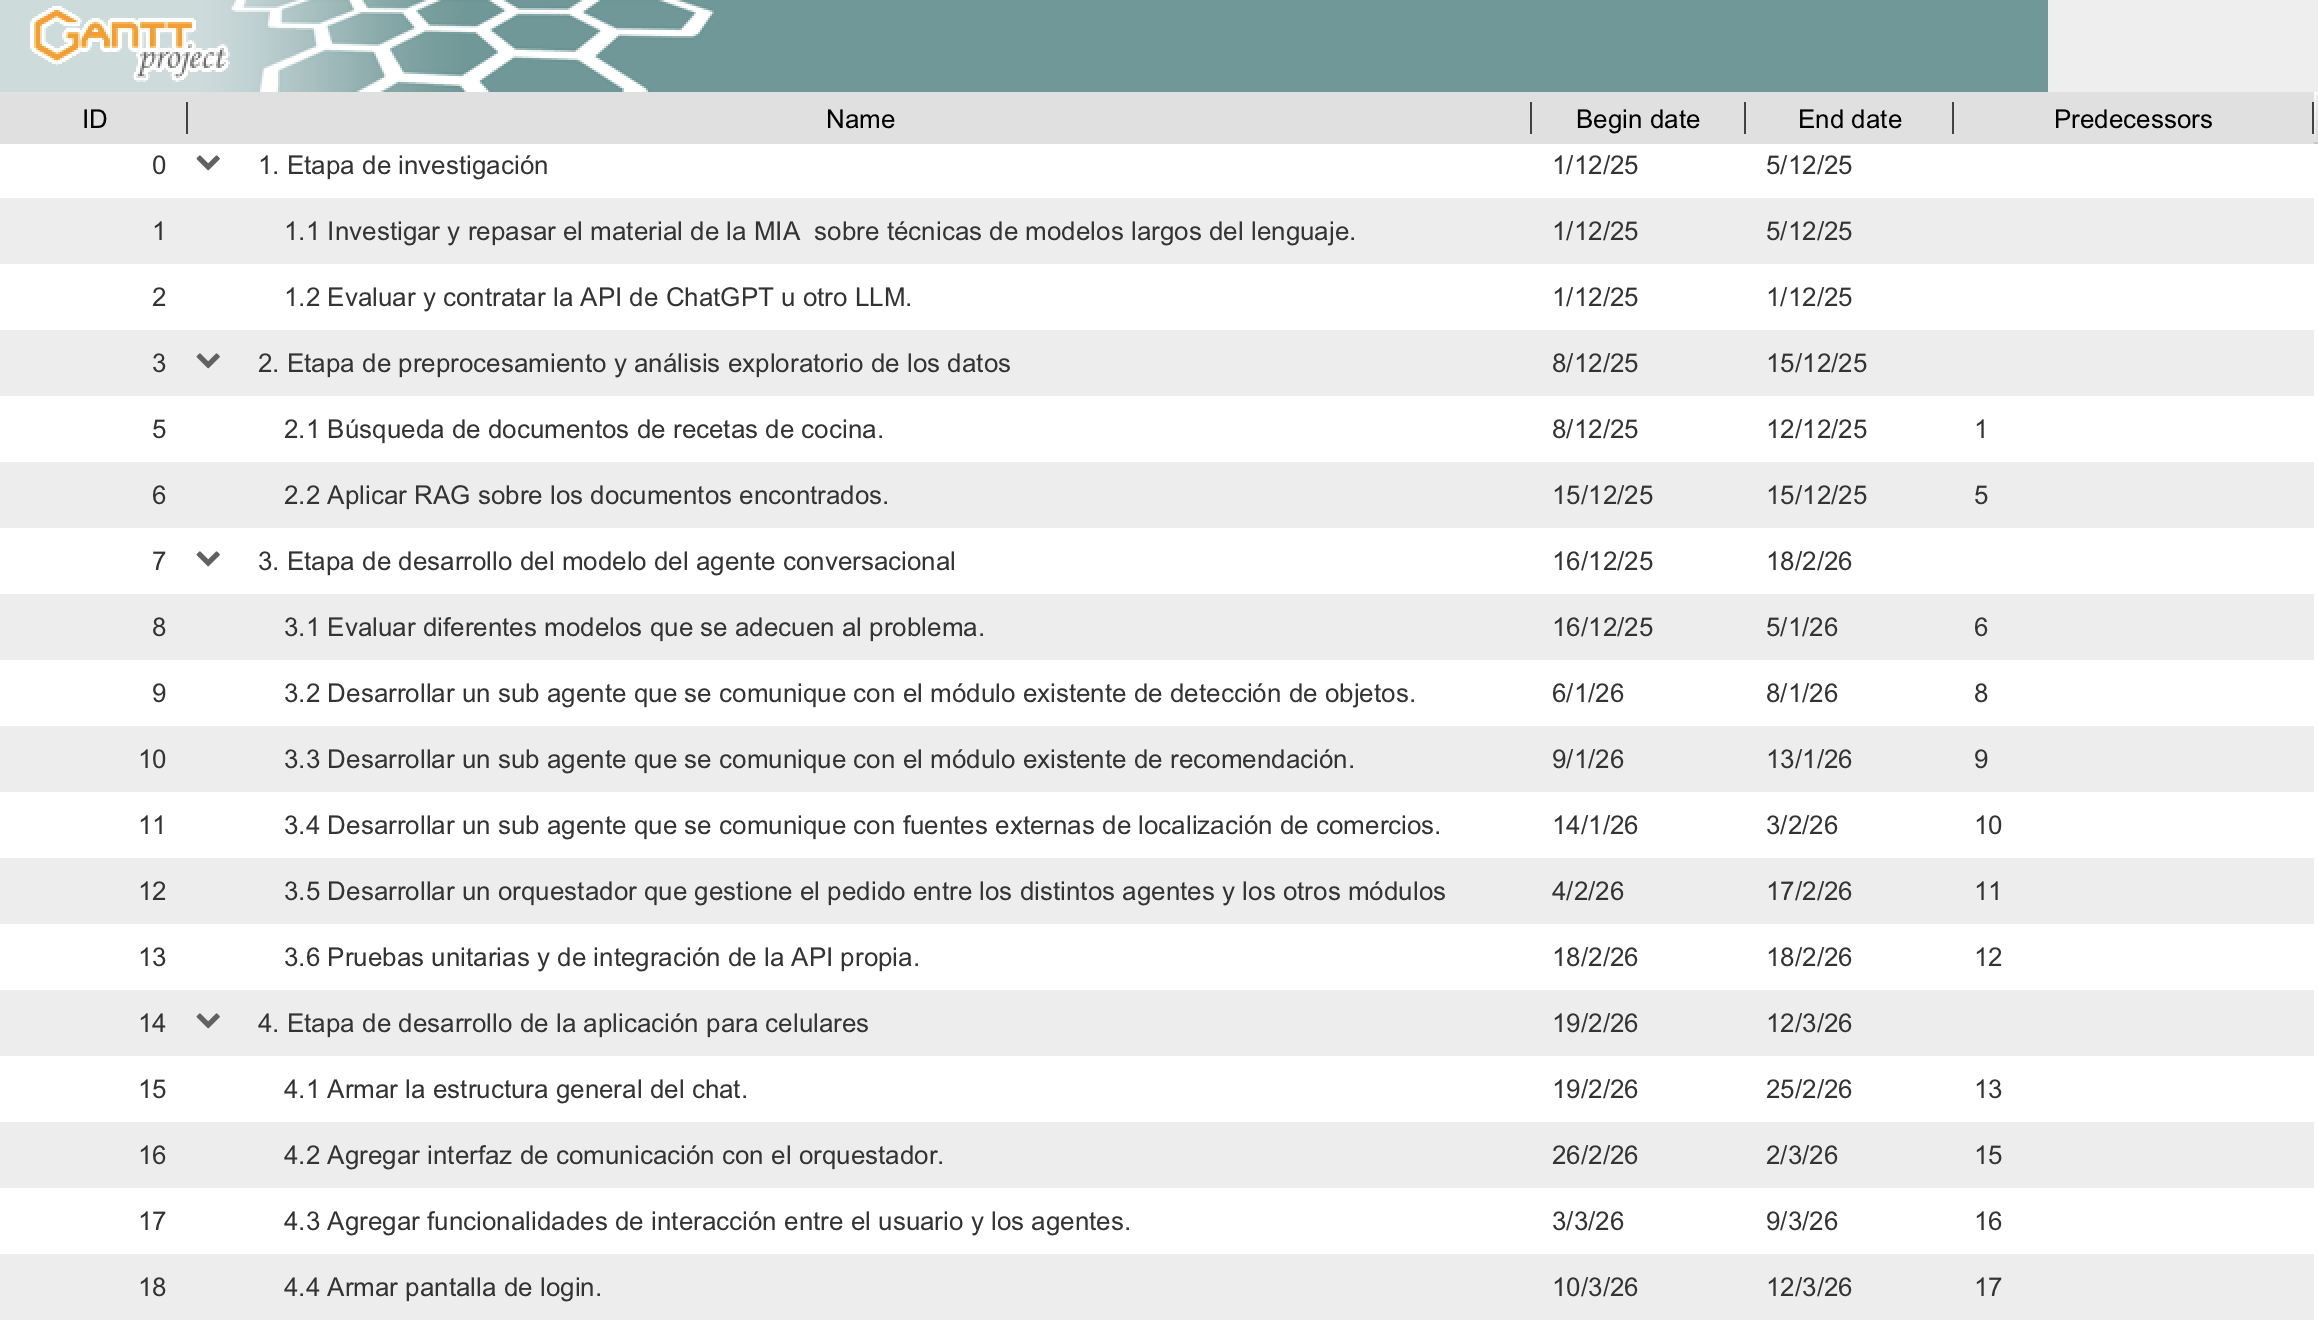 GANTT
project
ID Name Begin date End date Predecessors
0 1. Etapa de investigación 1/12/25 5/12/25
1 1.1 Investigar y repasar el material de la MIA  sobre técnicas de modelos largos del lenguaje. 1/12/25 5/12/25
2 1.2 Evaluar y contratar la API de ChatGPT u otro LLM. 1/12/25 1/12/25
3 2. Etapa de preprocesamiento y análisis exploratorio de los datos 8/12/25 15/12/25
5 2.1 Búsqueda de documentos de recetas de cocina. 8/12/25 12/12/25 1
6 2.2 Aplicar RAG sobre los documentos encontrados. 15/12/25 15/12/25 5
7 3. Etapa de desarrollo del modelo del agente conversacional 16/12/25 18/2/26
8 3.1 Evaluar diferentes modelos que se adecuen al problema. 16/12/25 5/1/26 6
9 3.2 Desarrollar un sub agente que se comunique con el módulo existente de detección de objetos. 6/1/26 8/1/26 8
10 3.3 Desarrollar un sub agente que se comunique con el módulo existente de recomendación. 9/1/26 13/1/26 9
11 3.4 Desarrollar un sub agente que se comunique con fuentes externas de localización de comercios. 14/1/26 3/2/26 10
12 3.5 Desarrollar un orquestador que gestione el pedido entre los distintos agentes y los otros módulos 4/2/26 17/2/26 11
13 3.6 Pruebas unitarias y de integración de la API propia. 18/2/26 18/2/26 12
14 4. Etapa de desarrollo de la aplicación para celulares 19/2/26 12/3/26
15 4.1 Armar la estructura general del chat. 19/2/26 25/2/26 13
16 4.2 Agregar interfaz de comunicación con el orquestador. 26/2/26 2/3/26 15
17 4.3 Agregar funcionalidades de interacción entre el usuario y los agentes. 3/3/26 9/3/26 16
18 4.4 Armar pantalla de login. 10/3/26 12/3/26 17